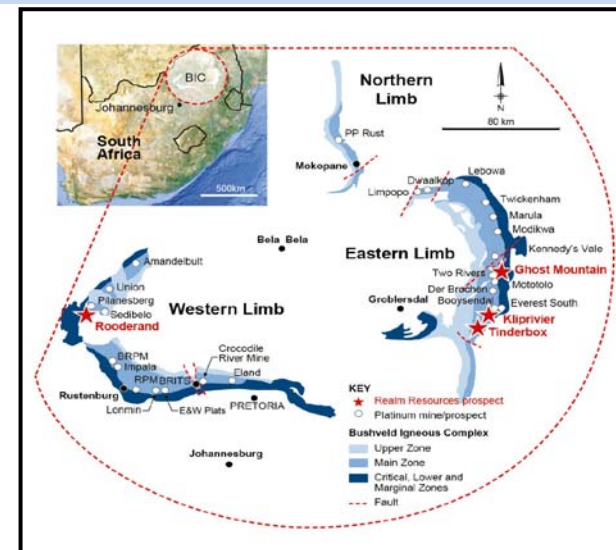 BIC
Johannesburg
South
Africa
500km
Northern
Limb
N
80 km
PP Rust
Mokopane
Limpopo
Dwaalkop
Lebowa
Twickenham
Marula
Modikwa
Kennedy's Vale
Eastern Limb
Two Rivers
Ghost Mountain
Mototolo
Der Brochen
Booysendal
Everest South
Groblersdal
Klipriver
Tinderbox
Bela Bela
Amandelbult
Union
Pilanesberg
Sedibelo
Rooderand
Western Limb
BRPM
Impala
Crocodile
River Mine
Eland
RPM
BRITS
Rustenburg
Lonmin
E&W Plats
PRETORIA
Johannesburg
KEY
Realm Resources prospect
Platinum mine/prospect
Bushveld Igneous Complex
Upper Zone
Main Zone
Critical, Lower and
Marginal Zones
Fault